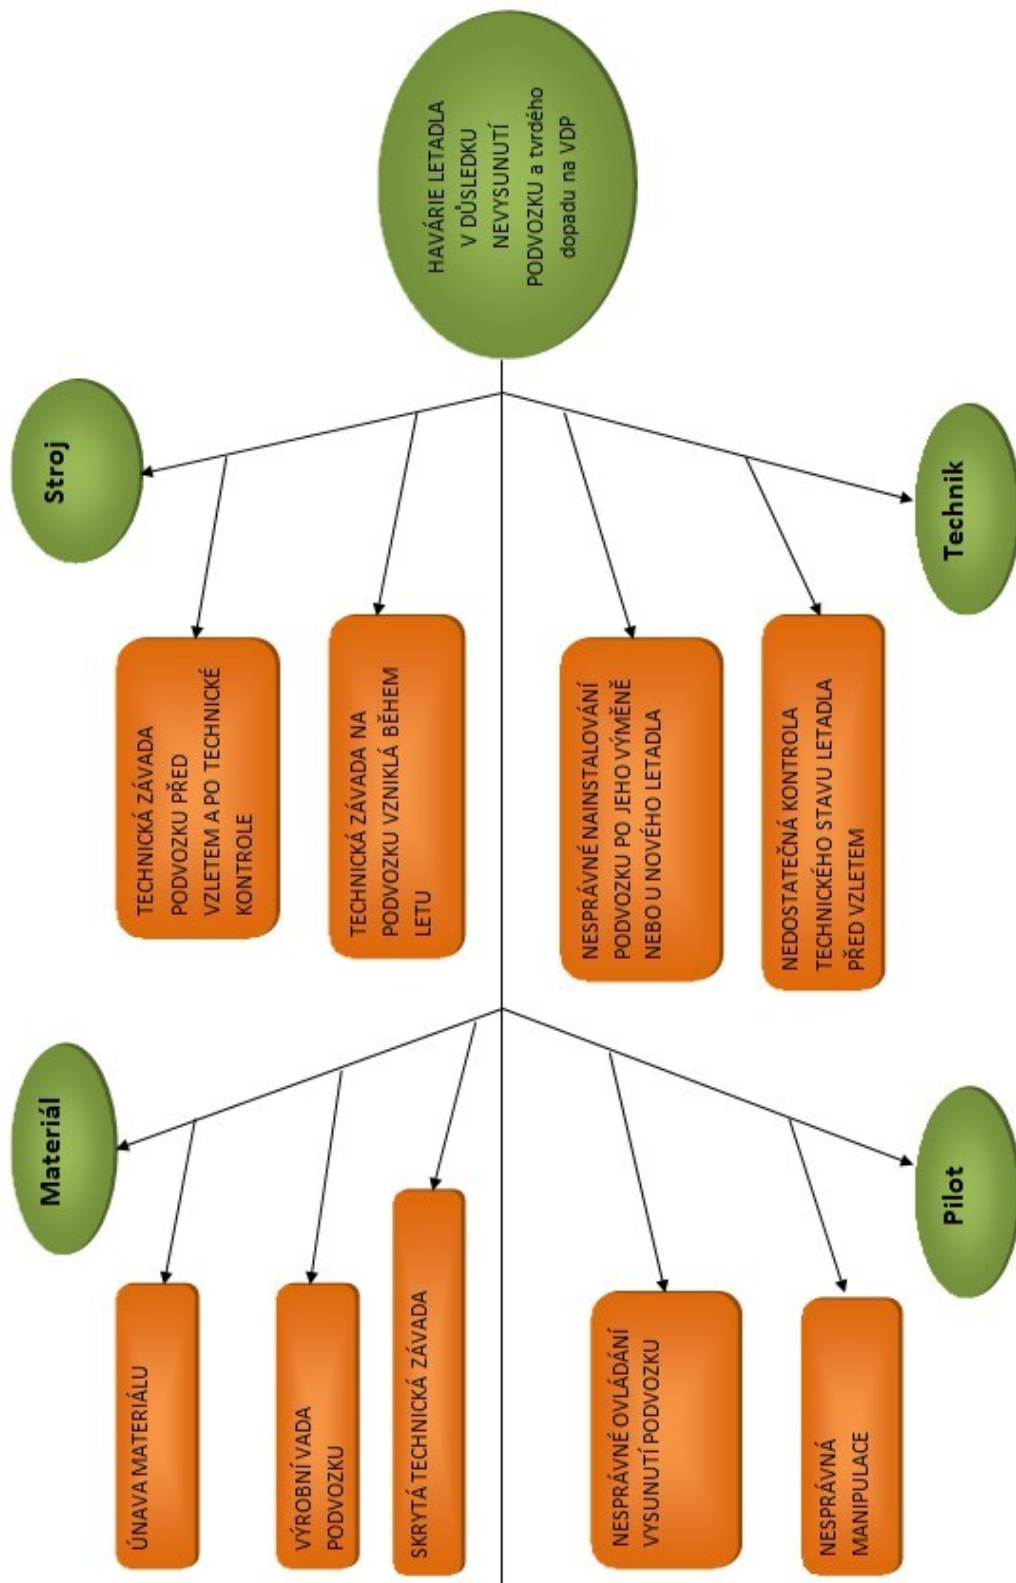 Materiál
Stroj
ÚNAVA MATERIÁLU
VÝROBNÍ VADA
PODVOZKU
SKRYTÁ TECHNICKÁ ZÁVADA
TECHNICKÁ ZÁVADA
PODVOZKU PŘED
VZLETEM A PO TECHNICKÉ
KONTROLE
TECHNICKÁ ZÁVADA NA
PODVOZKU VZNIKLÁ BĚHEM
LETU
HAVÁRIE LETADLA
V DŮSLEDKU
NEVYSUNUTÍ
PODVOZKU a tvrdého
dopadu na VDP
NESPRÁVNÉ OVLÁDÁNÍ
VYSUNUTÍ PODVOZKU
NESPRÁVNÁ
MANIPULACE
NESPRÁVNÉ NAINSTALOVÁNÍ
PODVOZKU PO JEHO VÝMĚNĚ
NEBO U NOVÉHO LETADLA
NEDOSTATEČNÁ KONTROLA
TECHNICKÉHO STAVU LETADLA
PŘED VZLETEM
Pilot
Technik